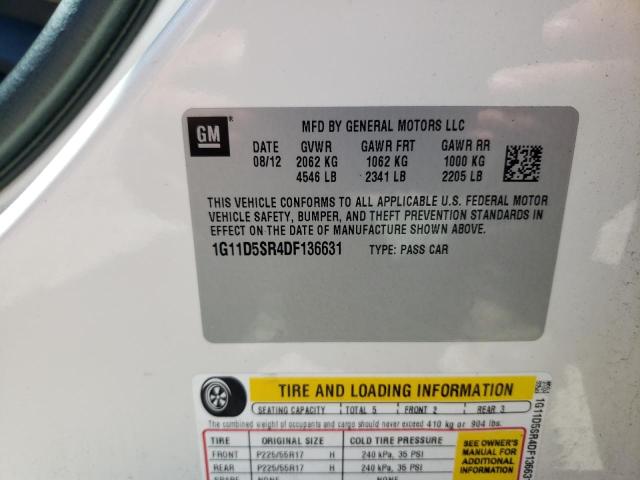 GM
MFD BY GENERAL MOTORS LLC
DATE GVWR GAWR FRT GAWR RR
08/12 2062 KG 1062 KG 1000 KG
4546 LB 2341 LB 2205 LB
THIS VEHICLE CONFORMS TO ALL APPLICABLE U.S. FEDERAL MOTOR
VEHICLE SAFETY, BUMPER, AND THEFT PREVENTION STANDARDS IN
EFFECT ON THE DATE OF MANUFACTURE SHOWN ABOVE.
1G11D5SR4DF136631 TYPE: PASS CAR
TIRE AND LOADING INFORMATION
SEATING CAPACITY TOTAL 5 FRONT 2 REAR 3
The combined weight of occupants and cargo should never exceed 410 kg or 904 lbs.
TIRE ORIGINAL SIZE COLD TIRE PRESSURE
FRONT P225/55R17 H 240 kPa, 35 PSI
REAR P225/55R17 H 240 kPa, 35 PSI
SEE OWNER'S
MANUAL FOR
ADDITIONAL
INFORMATION
1G11D5SR4DF13663